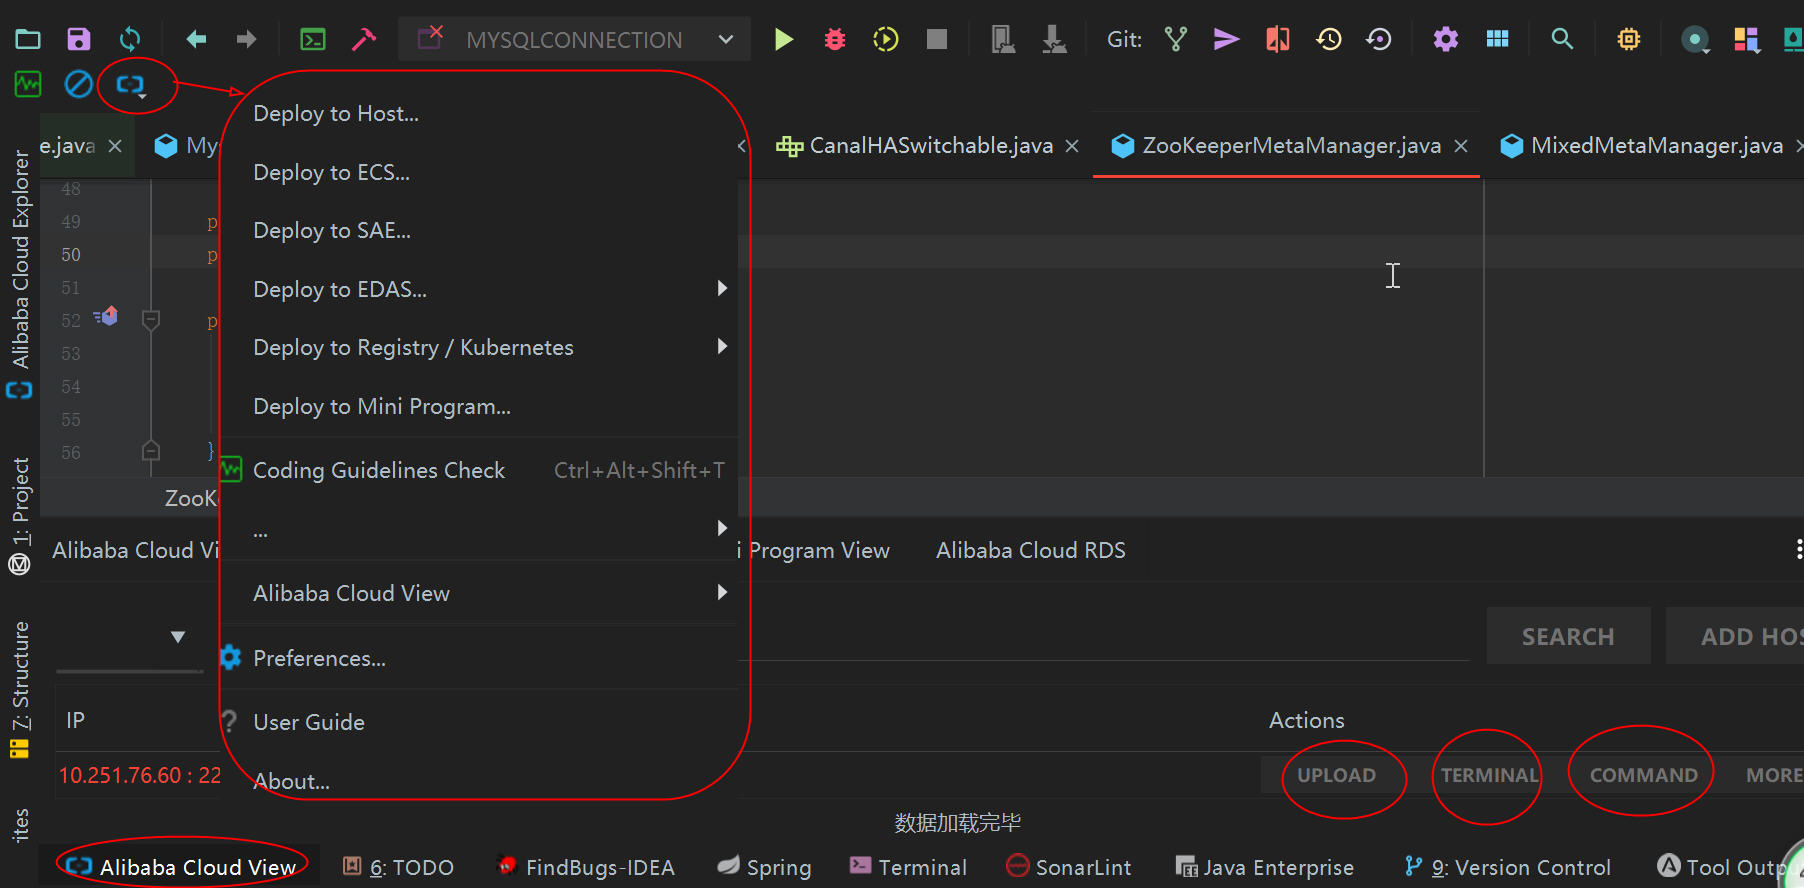 MYSQLCONNECTION
Git:
e.java
My
CanalHASwitchable.java
ZooKeeperMetaManager.java
MixedMetaManager.java
Alibaba Cloud Explorer
1: Project
7: Structure
ites
48
49
p
50
p
51
52
p
53
54
55
56
}
ZooK
Deploy to Host...
Deploy to ECS...
Deploy to SAE...
Deploy to EDAS...
Deploy to Registry / Kubernetes
Deploy to Mini Program...
Coding Guidelines Check Ctrl+Alt+Shift+T
...
Alibaba Cloud View
Preferences...
User Guide
About...
Alibaba Cloud Vi
i Program View
Alibaba Cloud RDS
SEARCH
ADD HOS
IP
Actions
10.251.76.60 : 22
UPLOAD
TERMINAL
COMMAND
MORE
数据加载完毕
Alibaba Cloud View
6: TODO
FindBugs-IDEA
Spring
Terminal
SonarLint
Java Enterprise
9: Version Control
Tool Outp